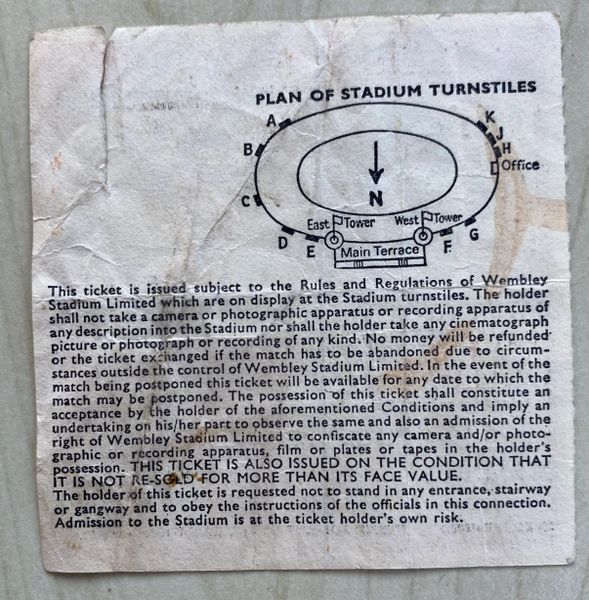 PLAN OF STADIUM TURNSTILES
A
K
J
B
H
Office
N
C
East Tower
West Tower
G
D
E
Main Terrace
F
This ticket is issued subject to the Rules and Regulations of Wembley
Stadium Limited which are on display at the Stadium turnstiles. The holder
shall not take a camera or photographic apparatus or recording apparatus of
any description into the Stadium nor shall the holder take any cinematograph
picture or photograph or recording of any kind. No money will be refunded
or the ticket exchanged if the match has to be abandoned due to circum-
stances outside the control of Wembley Stadium Limited. In the event of the
match being postponed this ticket will be available for any date to which the
match may be postponed. The possession of this ticket shall constitute an
acceptance by the holder of the aforementioned Conditions and imply an
undertaking on his/her part to observe the same and also an admission of the
right of Wembley Stadium Limited to confiscate any camera and/or photo-
graphic or recording apparatus, film or plates or tapes in the holder's
possession. THIS TICKET IS ALSO ISSUED ON THE CONDITION THAT
IT IS NOT RE-SOLD FOR MORE THAN ITS FACE VALUE.
The holder of this ticket is requested not to stand in any entrance, stairway
or gangway and to obey the instructions of the officials in this connection.
Admission to the Stadium is at the ticket holder's own risk.